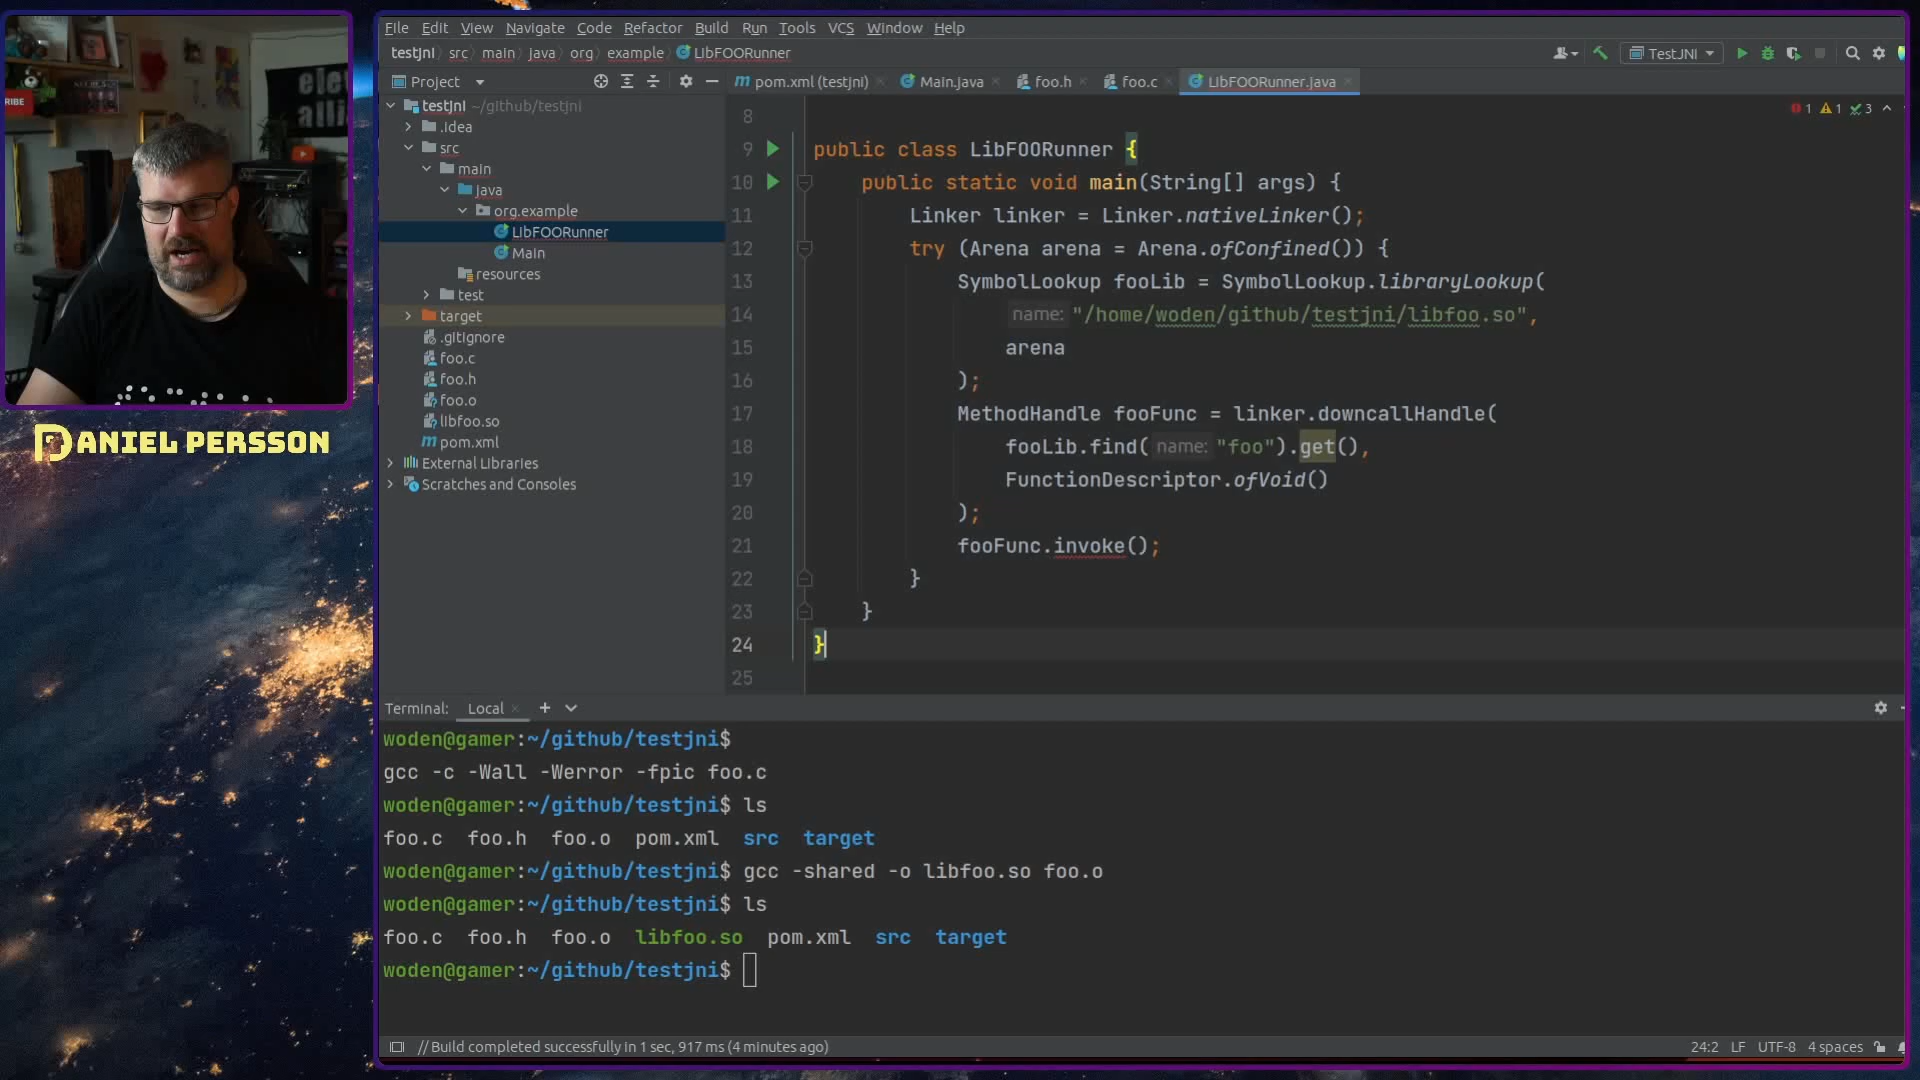 File Edit View Navigate Code Refactor Build Run Tools VCS Window Help
testjni src main java org example LibFOORunner
TestJNI
Project
pom.xml (testjni) Main.java foo.h foo.c LibFOORunner.java
testjni ~/github/testjni
.idea
src
main
java
org.example
LibFOORunner
Main
resources
test
target
.gitignore
foo.c
foo.h
foo.o
libfoo.so
pom.xml
External Libraries
Scratches and Consoles
1 1 3
8
9 public class LibFOORunner {
10 public static void main(String[] args) {
11 Linker linker = Linker.nativeLinker();
12 try (Arena arena = Arena.ofConfined()) {
13 SymbolLookup fooLib = SymbolLookup.libraryLookup(
14 name: "/home/woden/github/testjni/libfoo.so",
15 arena
16 );
17 MethodHandle fooFunc = linker.downcallHandle(
18 fooLib.find( name: "foo").get(),
19 FunctionDescriptor.ofVoid()
20 );
21 fooFunc.invoke();
22 }
23 }
24 }
25
Terminal: Local
woden@gamer:~/github/testjni$
gcc -c -Wall -Werror -fpic foo.c
woden@gamer:~/github/testjni$ ls
foo.c foo.h foo.o pom.xml src target
woden@gamer:~/github/testjni$ gcc -shared -o libfoo.so foo.o
woden@gamer:~/github/testjni$ ls
foo.c foo.h foo.o libfoo.so pom.xml src target
woden@gamer:~/github/testjni$
// Build completed successfully in 1 sec, 917 ms (4 minutes ago)
24:2 LF UTF-8 4 spaces
DANIEL PERSSON
RIBE